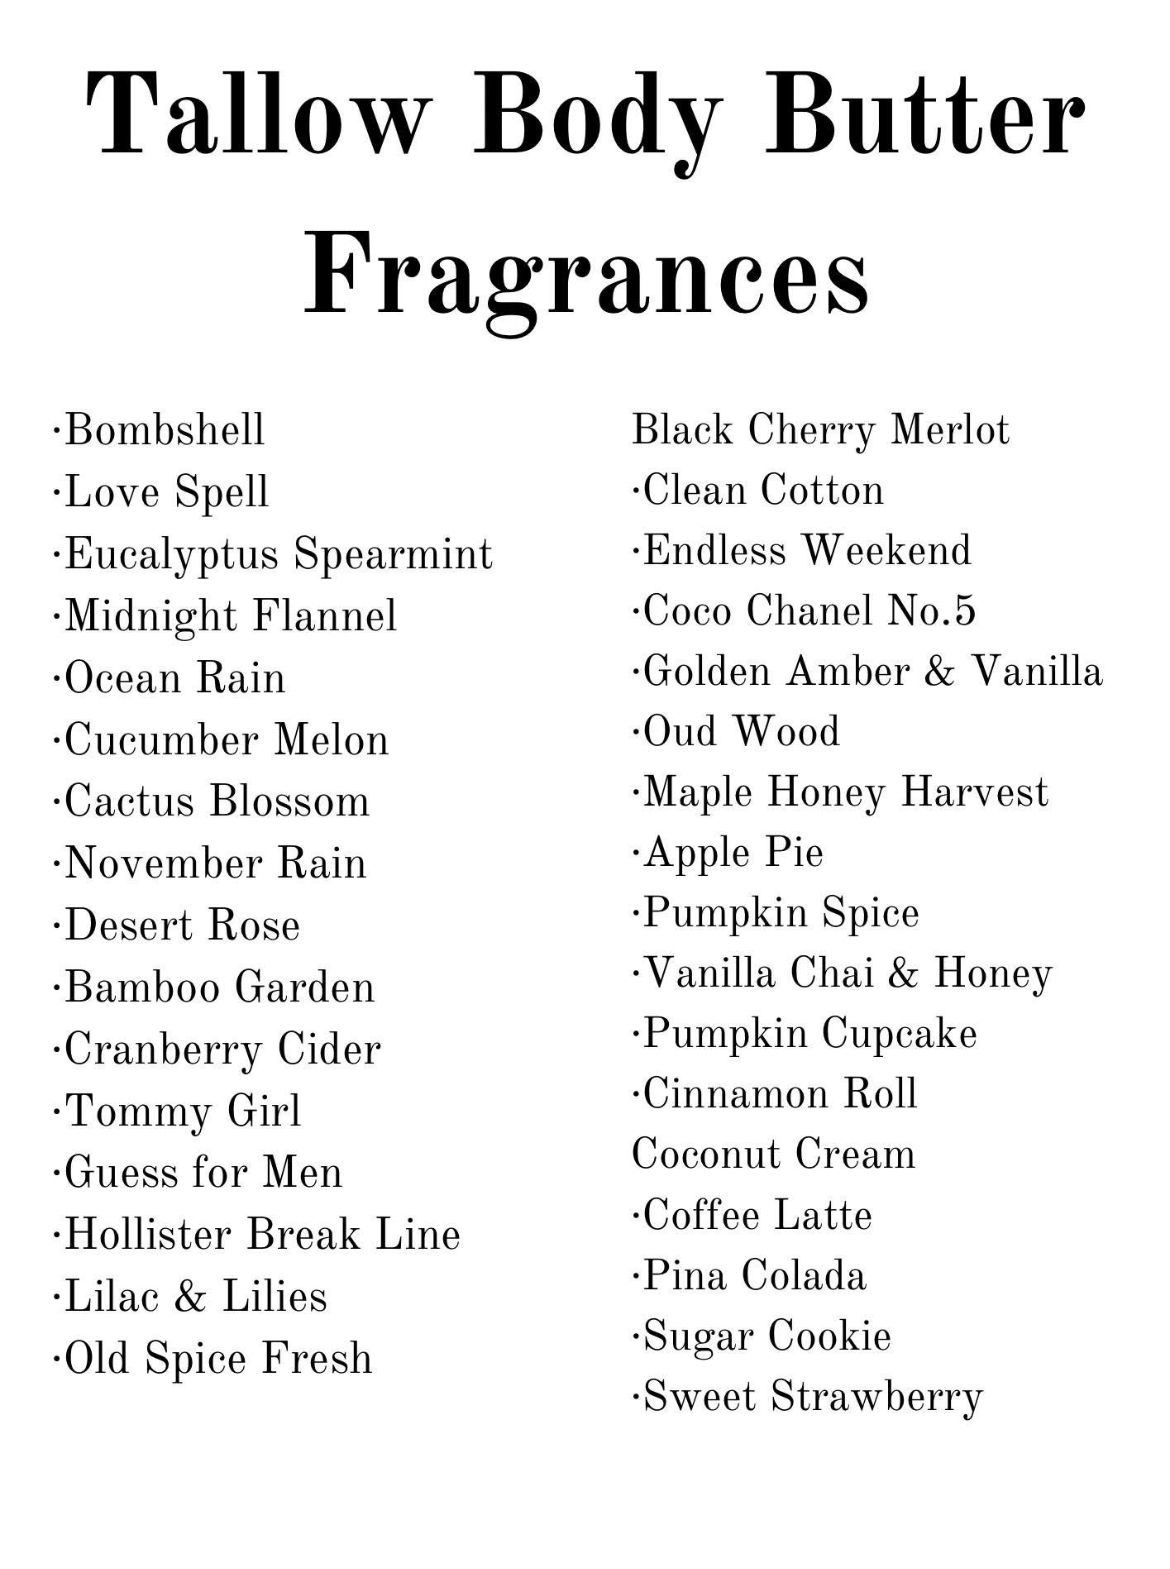 Tallow Body Butter
Fragrances
·Bombshell
·Love Spell
·Eucalyptus Spearmint
·Midnight Flannel
·Ocean Rain
·Cucumber Melon
·Cactus Blossom
·November Rain
·Desert Rose
·Bamboo Garden
·Cranberry Cider
·Tommy Girl
·Guess for Men
·Hollister Break Line
·Lilac & Lilies
·Old Spice Fresh
Black Cherry Merlot
·Clean Cotton
·Endless Weekend
·Coco Chanel No.5
·Golden Amber & Vanilla
·Oud Wood
·Maple Honey Harvest
·Apple Pie
·Pumpkin Spice
·Vanilla Chai & Honey
·Pumpkin Cupcake
·Cinnamon Roll
Coconut Cream
·Coffee Latte
·Pina Colada
·Sugar Cookie
·Sweet Strawberry